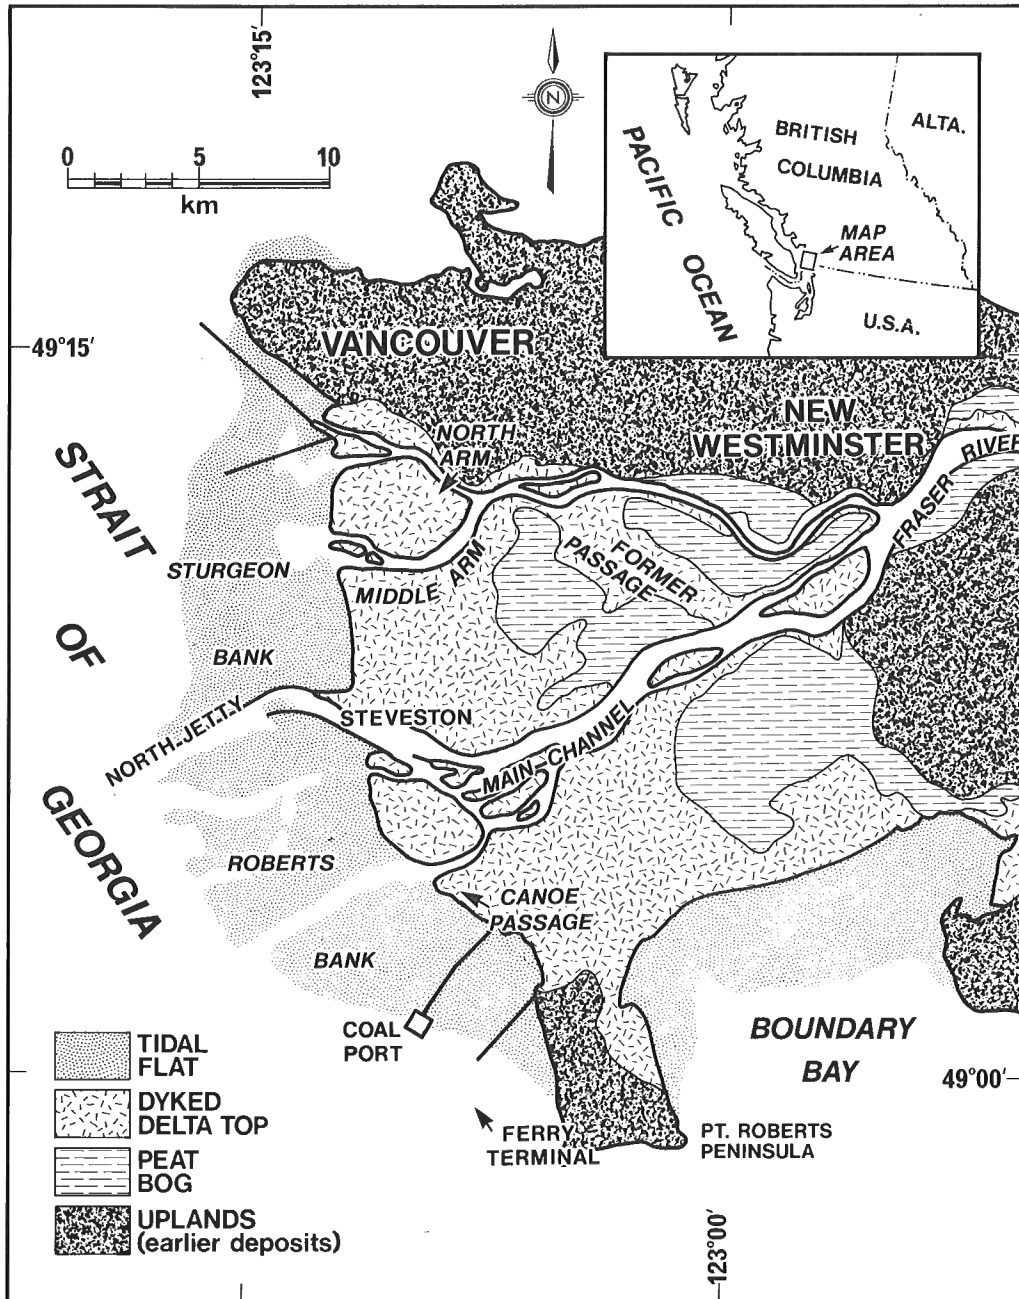 123°15′
N
0 5 10
km
BRITISH
COLUMBIA
ALTA.
PACIFIC
OCEAN
MAP
AREA
U.S.A.
49°15′
VANCOUVER
NEW
WESTMINSTER
NORTH
ARM
FRASER RIVER
STRAIT
OF
GEORGIA
STURGEON
BANK
MIDDLE ARM
FORMER
PASSAGE
NORTH JETTY
STEVESTON
MAIN CHANNEL
ROBERTS
BANK
CANOE
PASSAGE
COAL
PORT
BOUNDARY
BAY
49°00′
FERRY
TERMINAL
PT. ROBERTS
PENINSULA
TIDAL
FLAT
DYKED
DELTA TOP
PEAT
BOG
UPLANDS
(earlier deposits)
123°00′